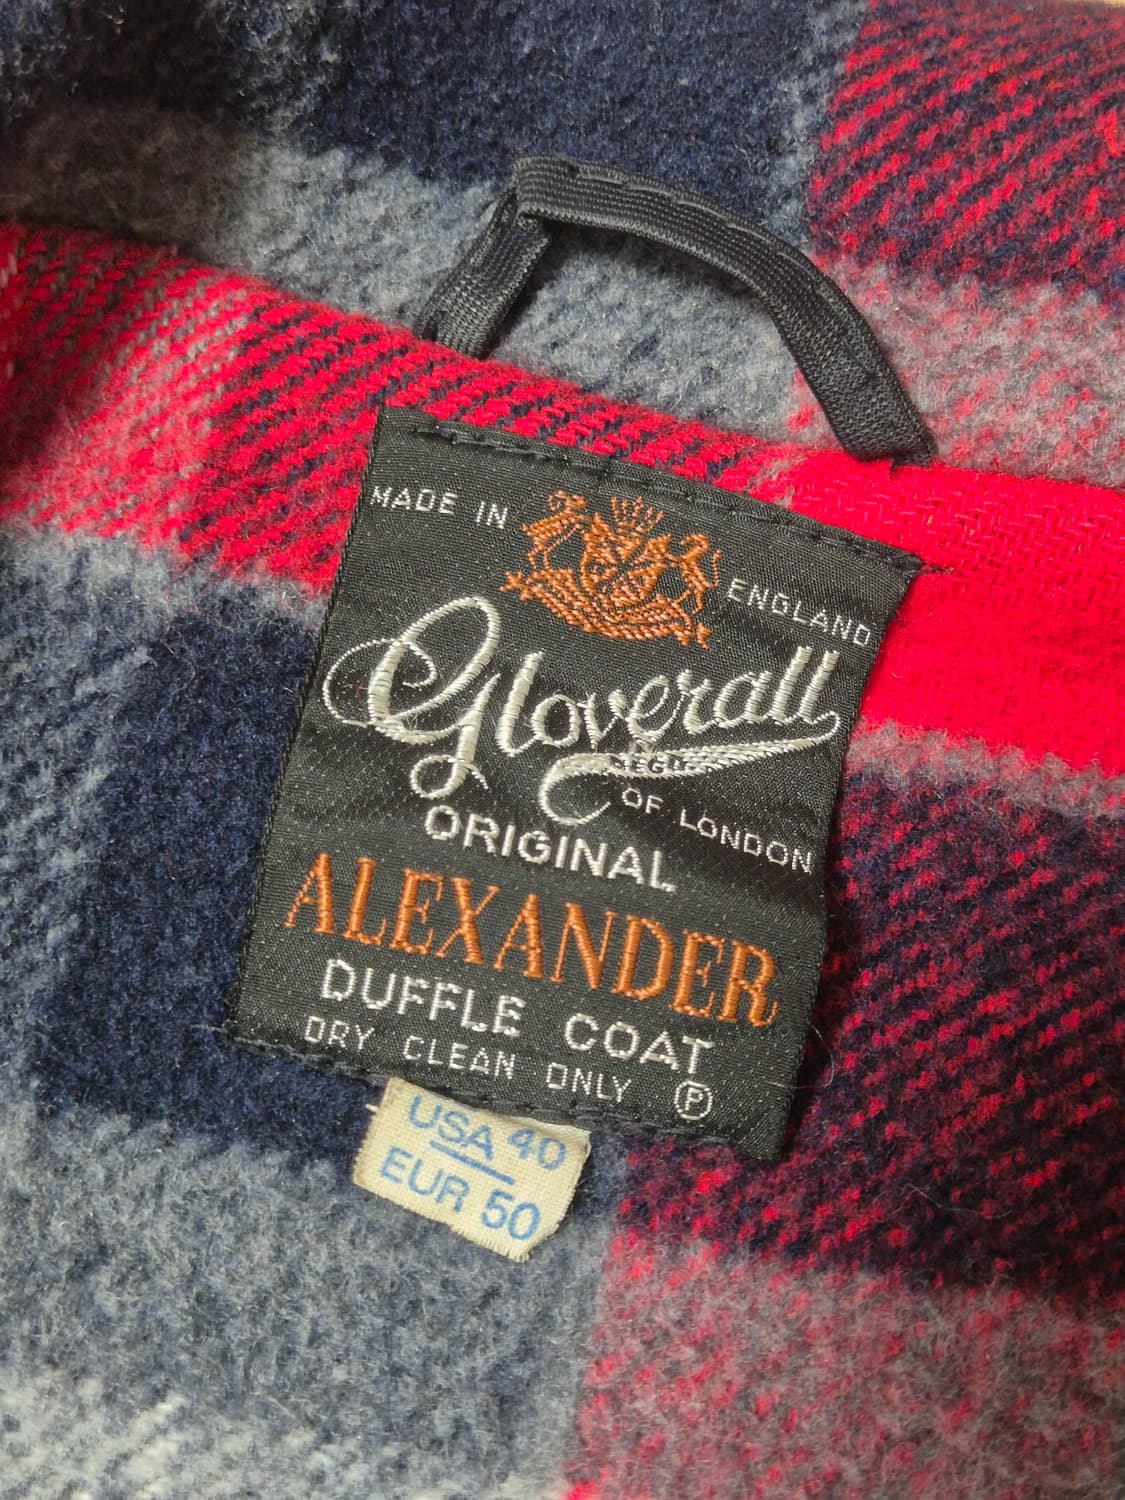 MADE IN ENGLAND
Gloverall
REGD
OF LONDON
ORIGINAL
ALEXANDER
DUFFLE COAT
DRY CLEAN ONLY Ⓟ
USA 40
EUR 50